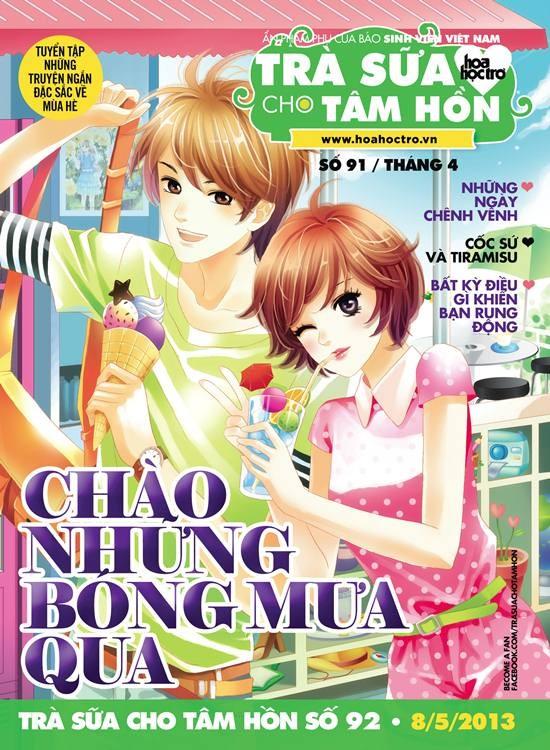 ẤN PHẨM PHỤ CỦA BÁO SINH VIÊN VIỆT NAM
TUYỂN TẬP
NHỮNG
TRUYỆN NGẮN
ĐẶC SẮC VỀ
MÙA HÈ
TRÀ SỮA
hoa
học trò
CHO TÂM HỒN
www.hoahoctro.vn
SỐ 91 / THÁNG 4
NHỮNG
NGÀY
CHÊNH VÊNH
CỐC SỨ
VÀ TIRAMISU
BẤT KỲ ĐIỀU
GÌ KHIẾN
BẠN RUNG
ĐỘNG
CHÀO
NHỮNG
BÓNG MƯA
QUA
BECOME A FAN
FACEBOOK.COM/TRASUACHOTAMHON
TRÀ SỮA CHO TÂM HỒN SỐ 92 • 8/5/2013